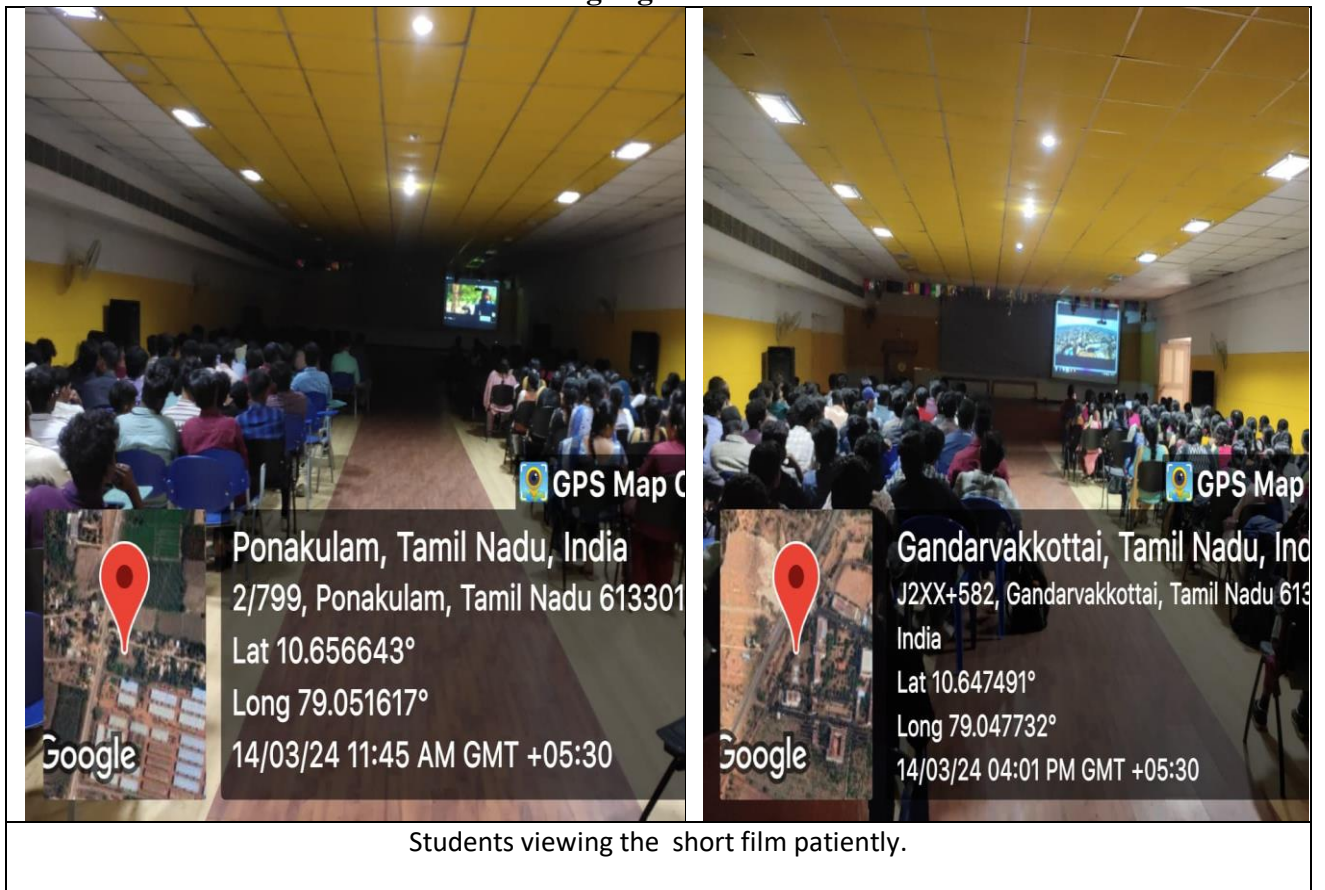 GPS Map C
Ponakulam, Tamil Nadu, India
2/799, Ponakulam, Tamil Nadu 613301
Lat 10.656643°
Long 79.051617°
14/03/24 11:45 AM GMT +05:30
Google
GPS Map
Gandarvakkottai, Tamil Nadu, Ind
J2XX+582, Gandarvakkottai, Tamil Nadu 613
India
Lat 10.647491°
Long 79.047732°
14/03/24 04:01 PM GMT +05:30
Google
Students viewing the short film patiently.